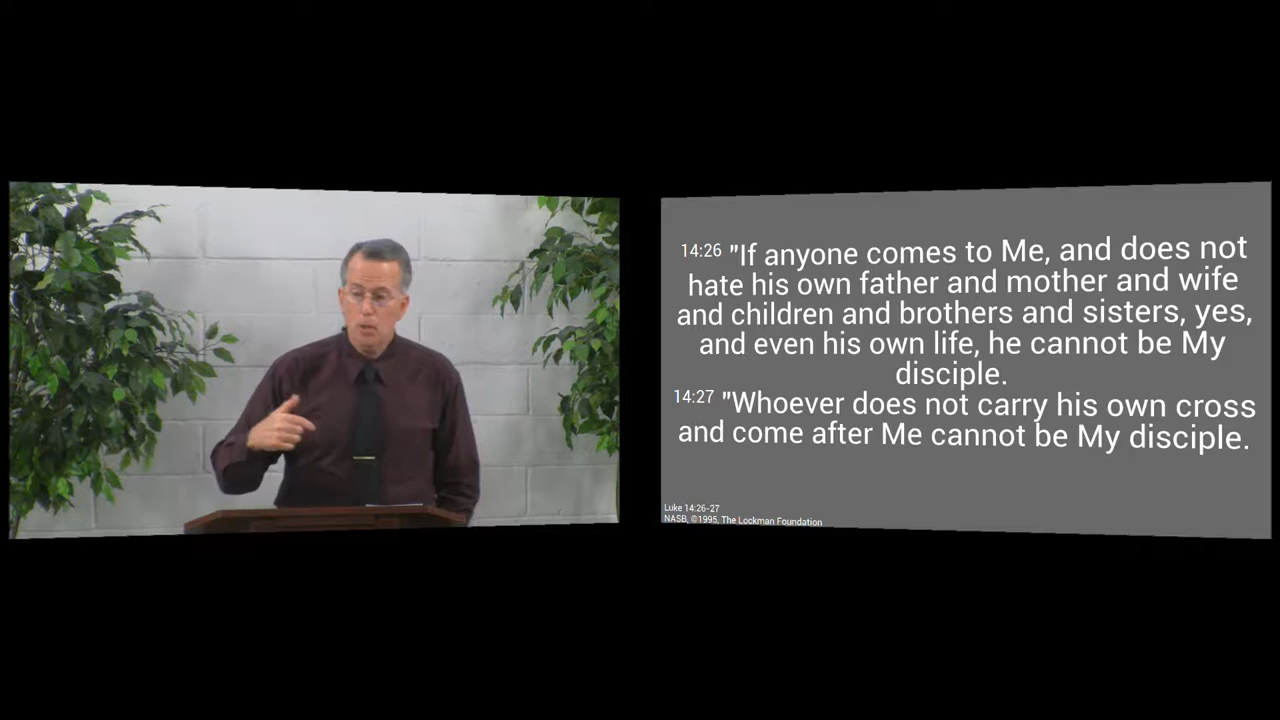 14:26 "If anyone comes to Me, and does not
hate his own father and mother and wife
and children and brothers and sisters, yes,
and even his own life, he cannot be My
disciple.
14:27 "Whoever does not carry his own cross
and come after Me cannot be My disciple.
Luke 14:26-27
NASB, ©1995, The Lockman Foundation